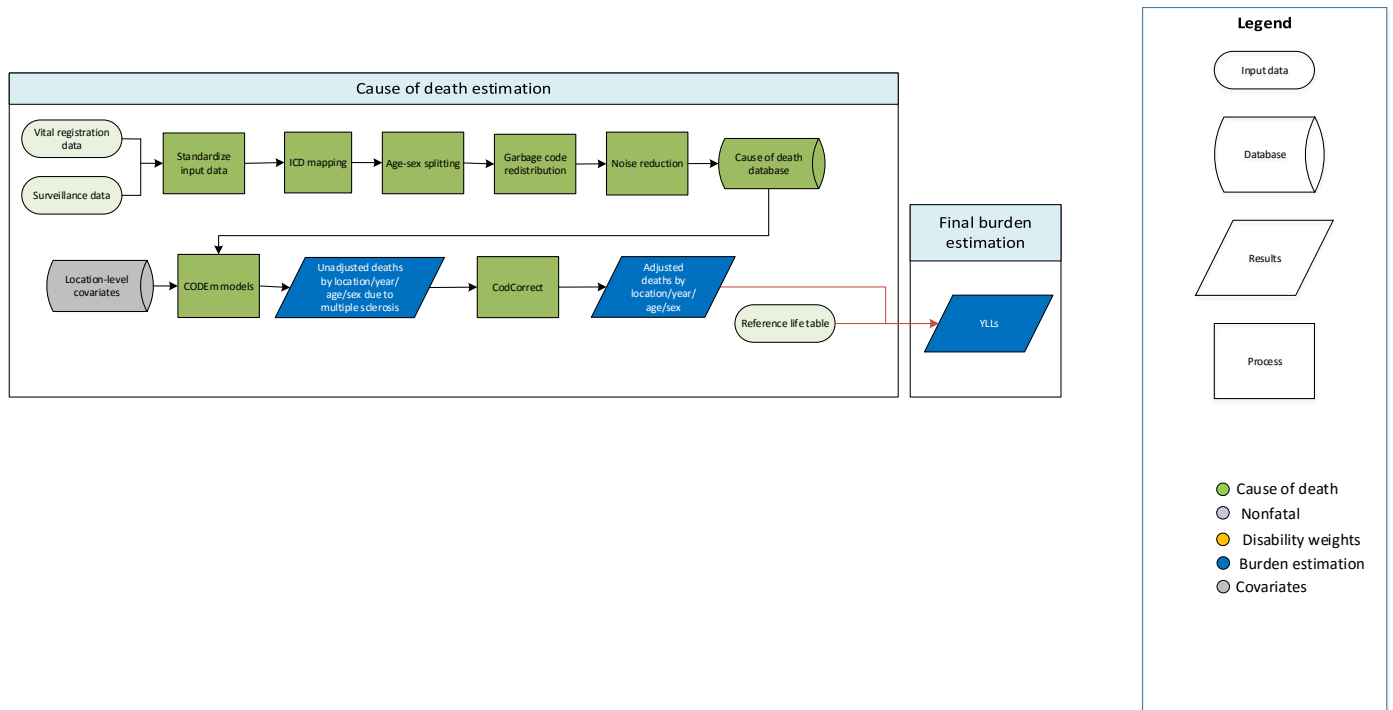 Cause of death estimation
Vital registration
data
Surveillance data
Standardize
input data
ICD mapping
Age-sex splitting
Garbage code
redistribution
Noise reduction
Cause of death
database
Location-level
covariates
CODEm models
Unadjusted deaths
by location/year/
age/sex due to
multiple sclerosis
CodCorrect
Adjusted
deaths by
location/year/
age/sex
Reference life table
Final burden
estimation
YLLs
Legend
Input data
Database
Results
Process
Cause of death
Nonfatal
Disability weights
Burden estimation
Covariates